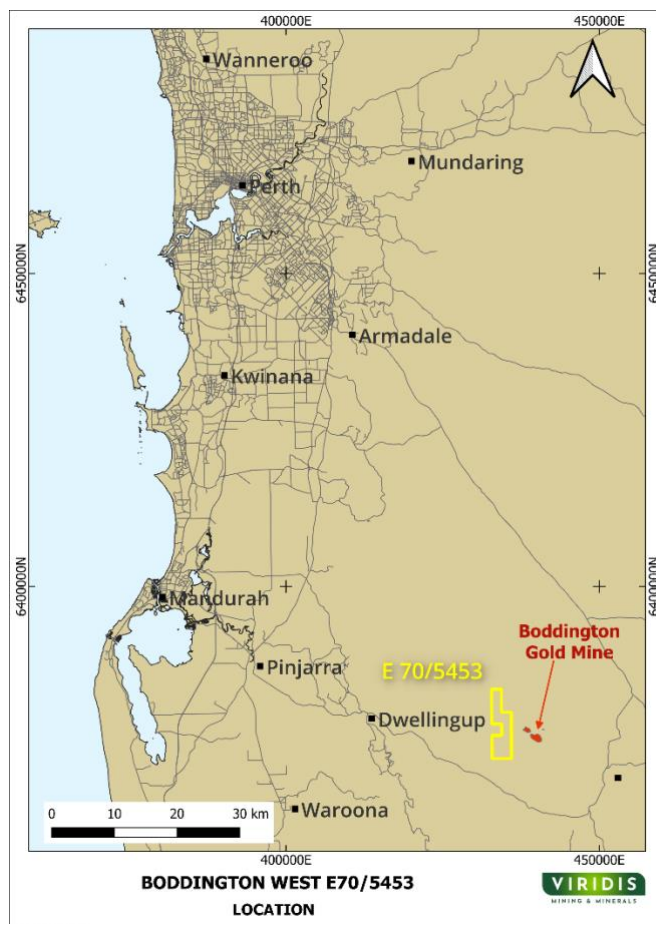 400000E
450000E
Wanneroo
Mundaring
Perth
6450000N
6450000N
Armadale
Kwinana
6400000N
6400000N
Mandurah
Boddington
Gold Mine
Pinjarra
E 70/5453
Dwellingup
0 10 20 30 km
Waroona
400000E
450000E
BODDINGTON WEST E70/5453
LOCATION
VIRIDIS
MINING & MINERALS